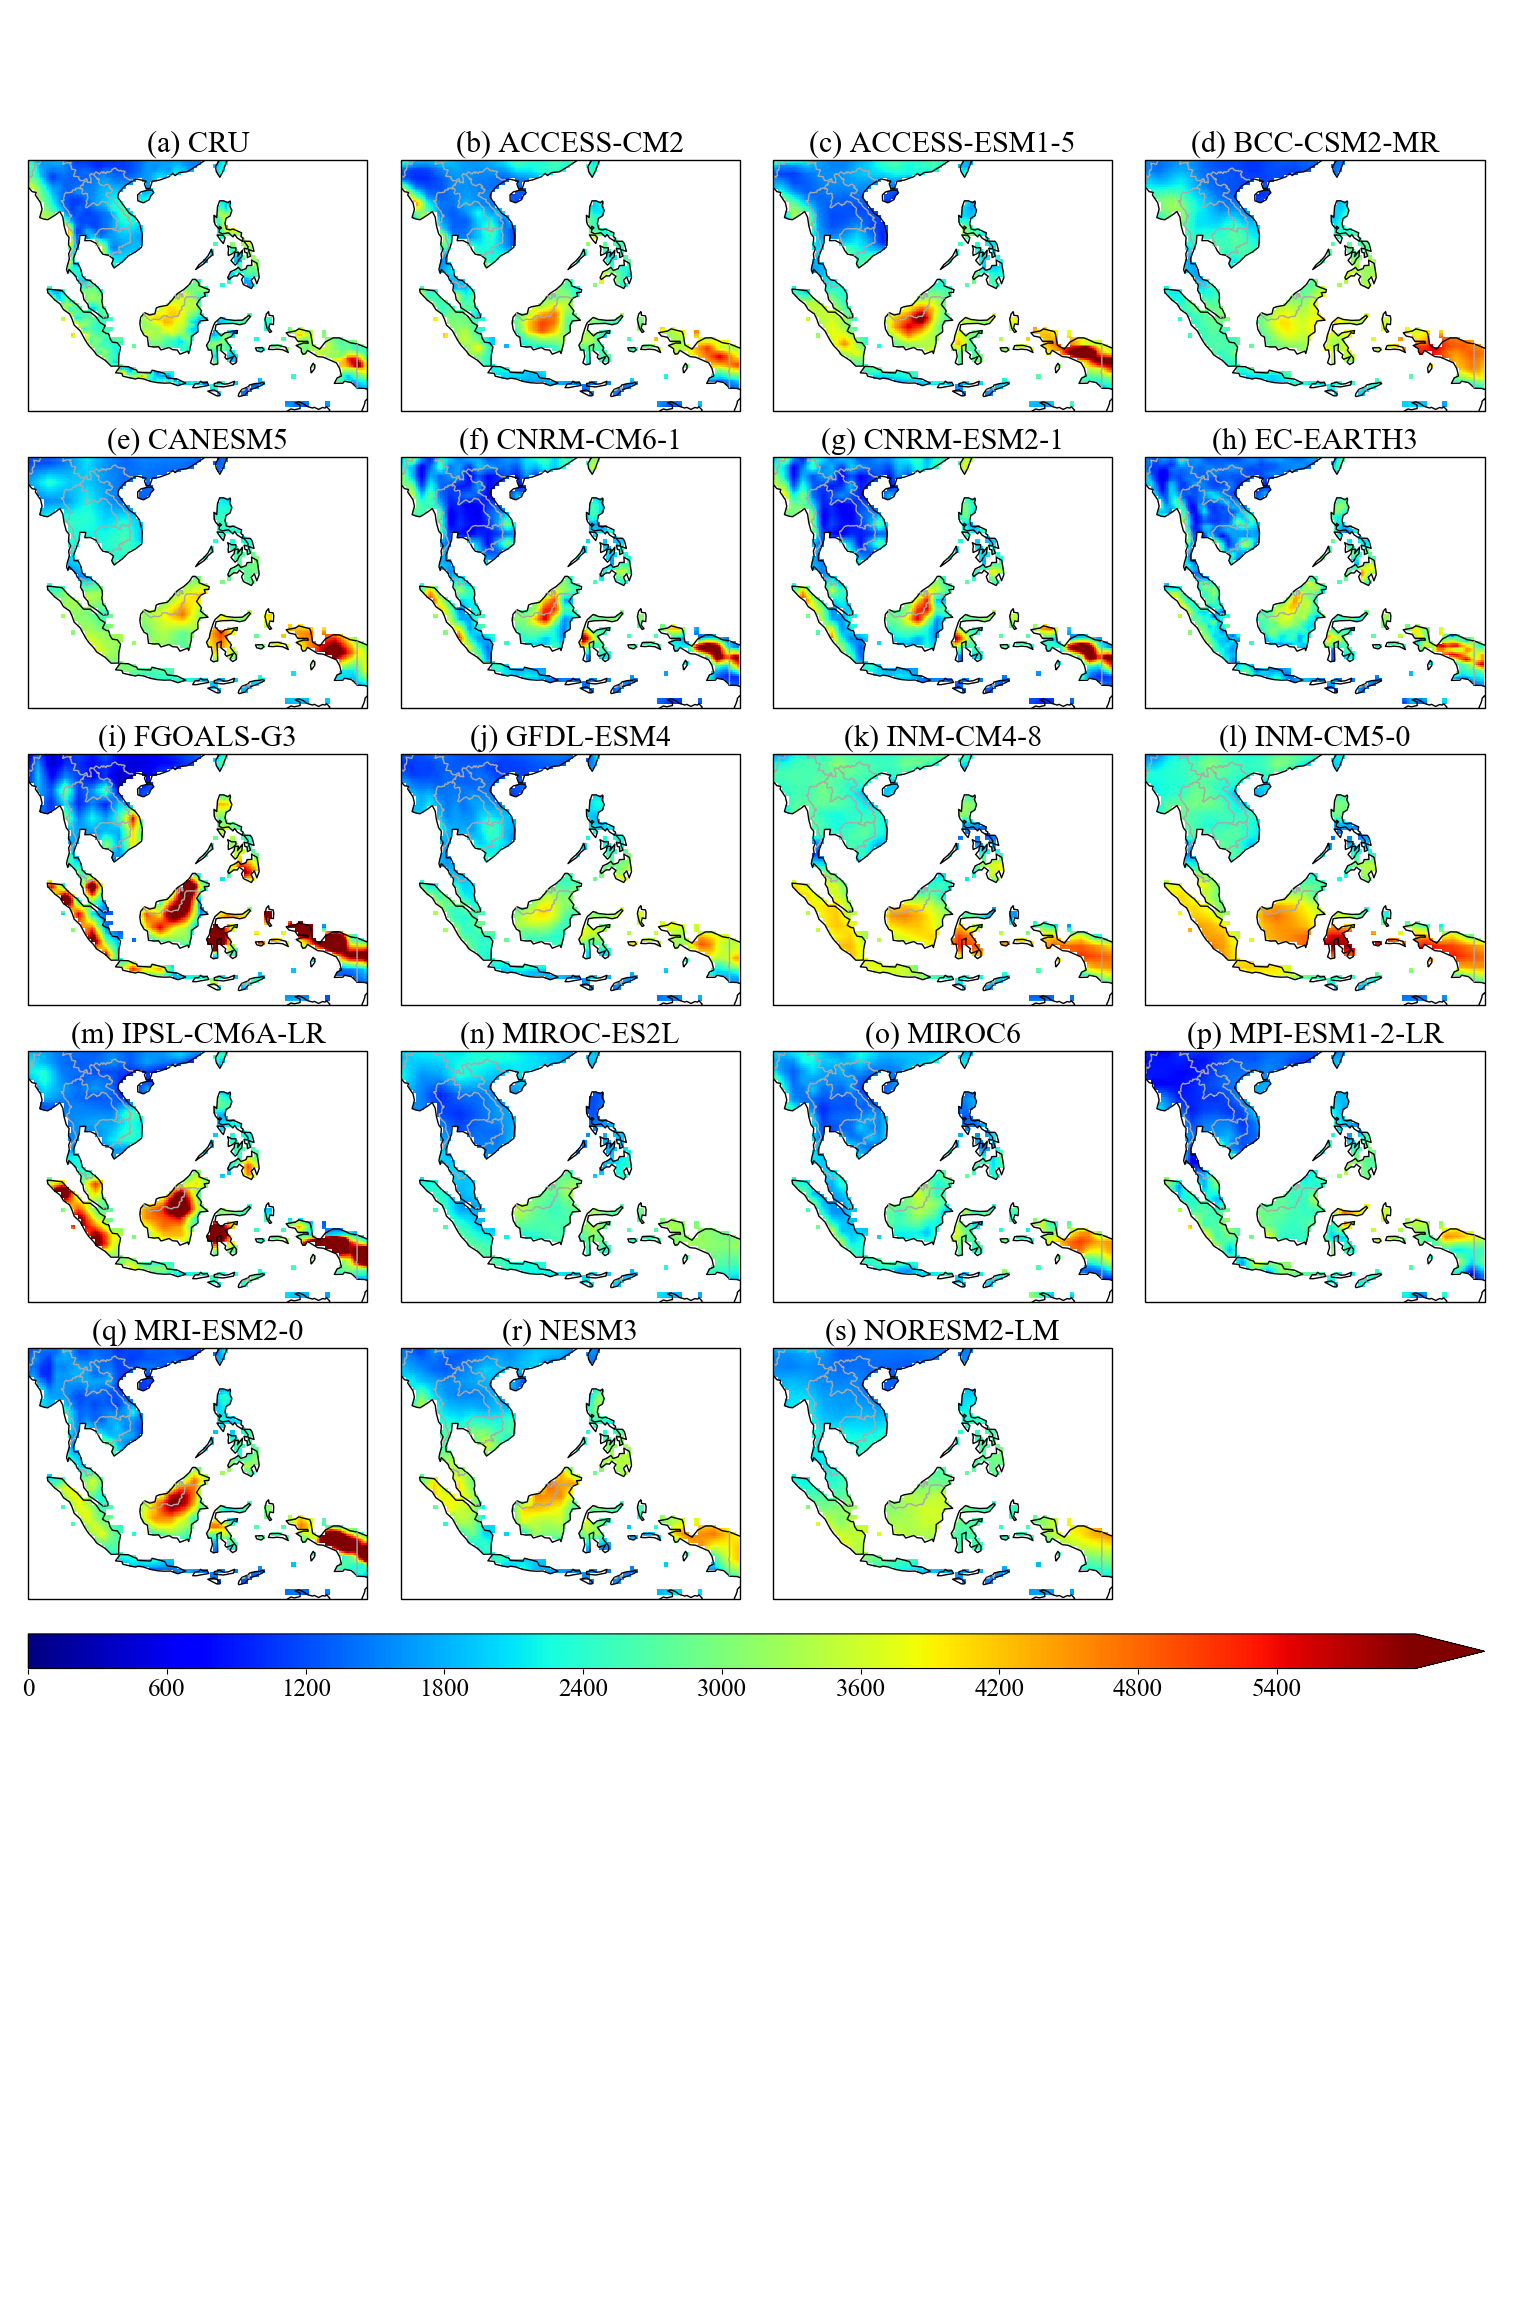 (a) CRU
(b) ACCESS-CM2
(c) ACCESS-ESM1-5
(d) BCC-CSM2-MR
(e) CANESM5
(f) CNRM-CM6-1
(g) CNRM-ESM2-1
(h) EC-EARTH3
(i) FGOALS-G3
(j) GFDL-ESM4
(k) INM-CM4-8
(l) INM-CM5-0
(m) IPSL-CM6A-LR
(n) MIROC-ES2L
(o) MIROC6
(p) MPI-ESM1-2-LR
(q) MRI-ESM2-0
(r) NESM3
(s) NORESM2-LM
0 600 1200 1800 2400 3000 3600 4200 4800 5400